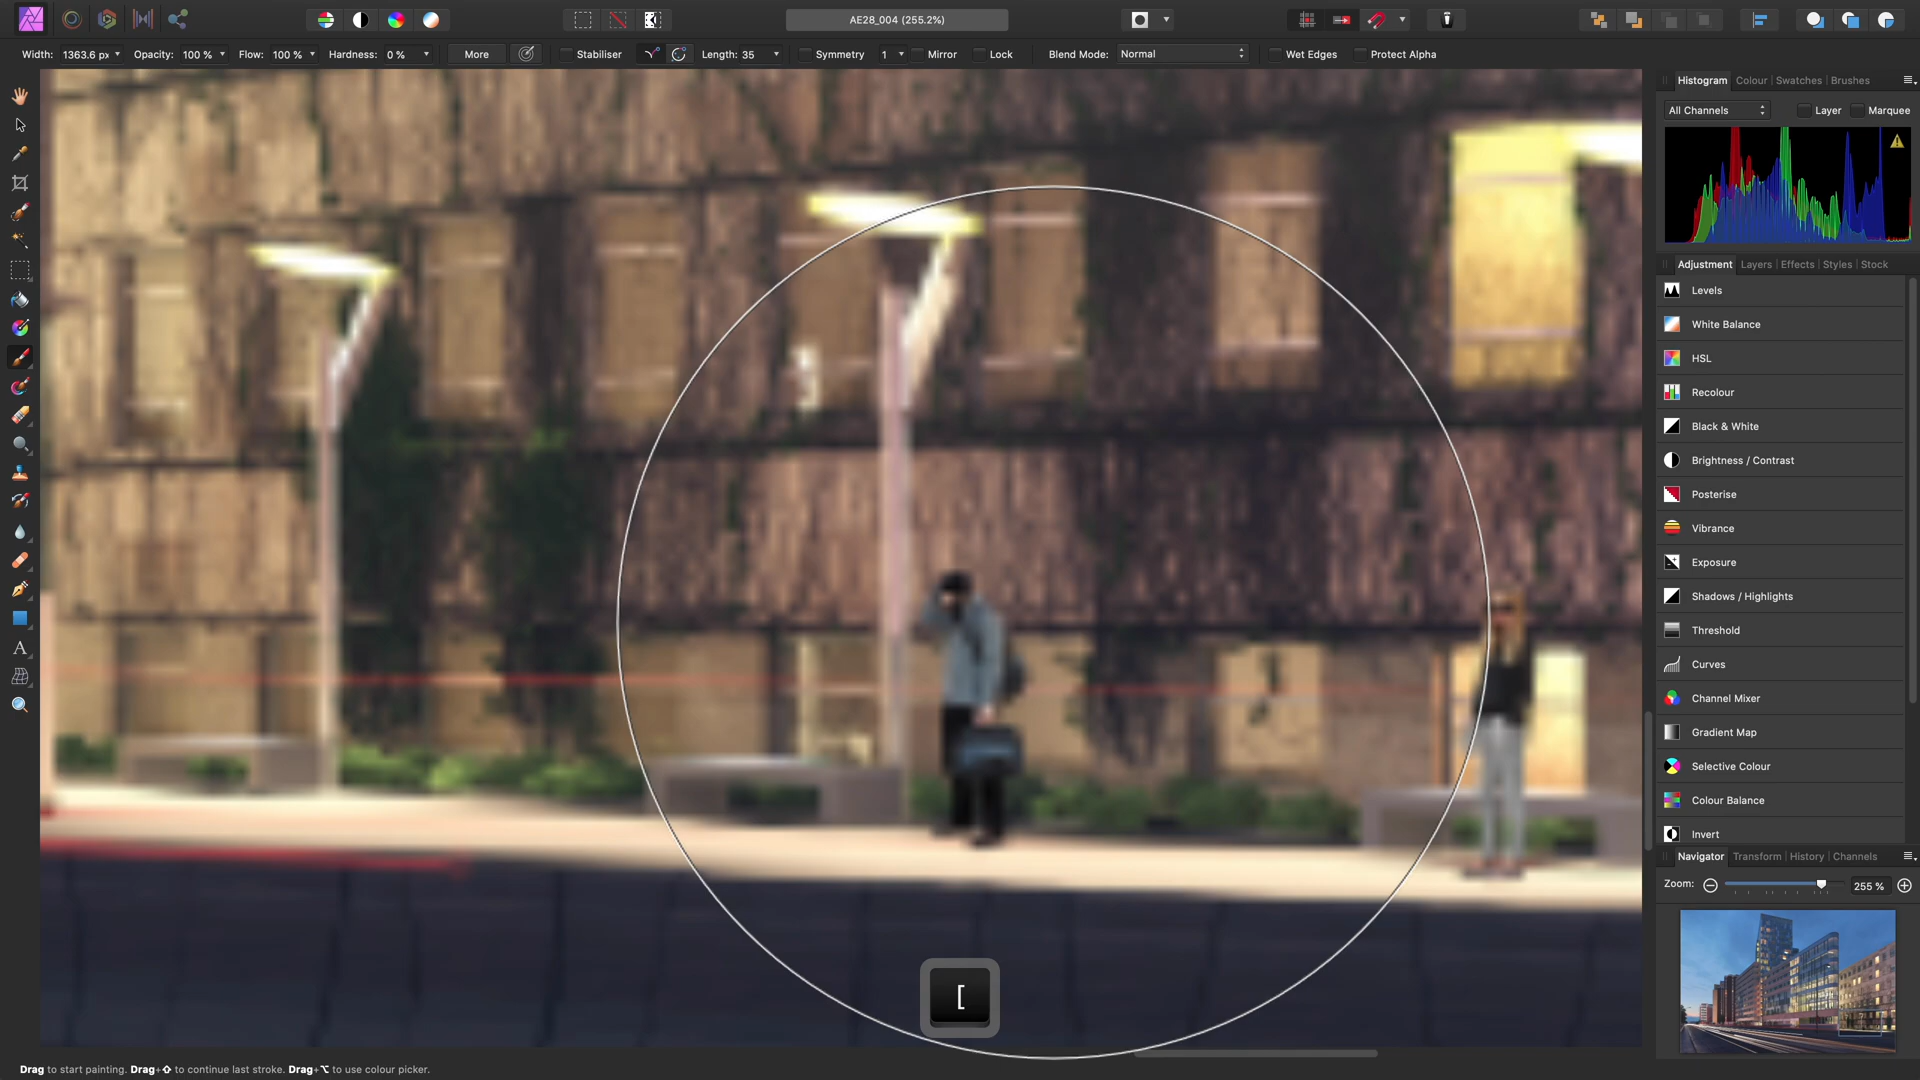 AE28_004 (255.2%)
Width: 1363.6 px Opacity: 100 % Flow: 100 % Hardness: 0 % More Stabiliser Length: 35 Symmetry 1 Mirror Lock Blend Mode: Normal Wet Edges Protect Alpha
Histogram Colour Swatches Brushes
All Channels Layer Marquee
Adjustment Layers Effects Styles Stock
Levels
White Balance
HSL
Recolour
Black & White
Brightness / Contrast
Posterise
Vibrance
Exposure
Shadows / Highlights
Threshold
Curves
Channel Mixer
Gradient Map
Selective Colour
Colour Balance
Invert
Navigator Transform History Channels
Zoom: 255 %
[
Drag to start painting. Drag+⇧ to continue last stroke. Drag+⌥ to use colour picker.